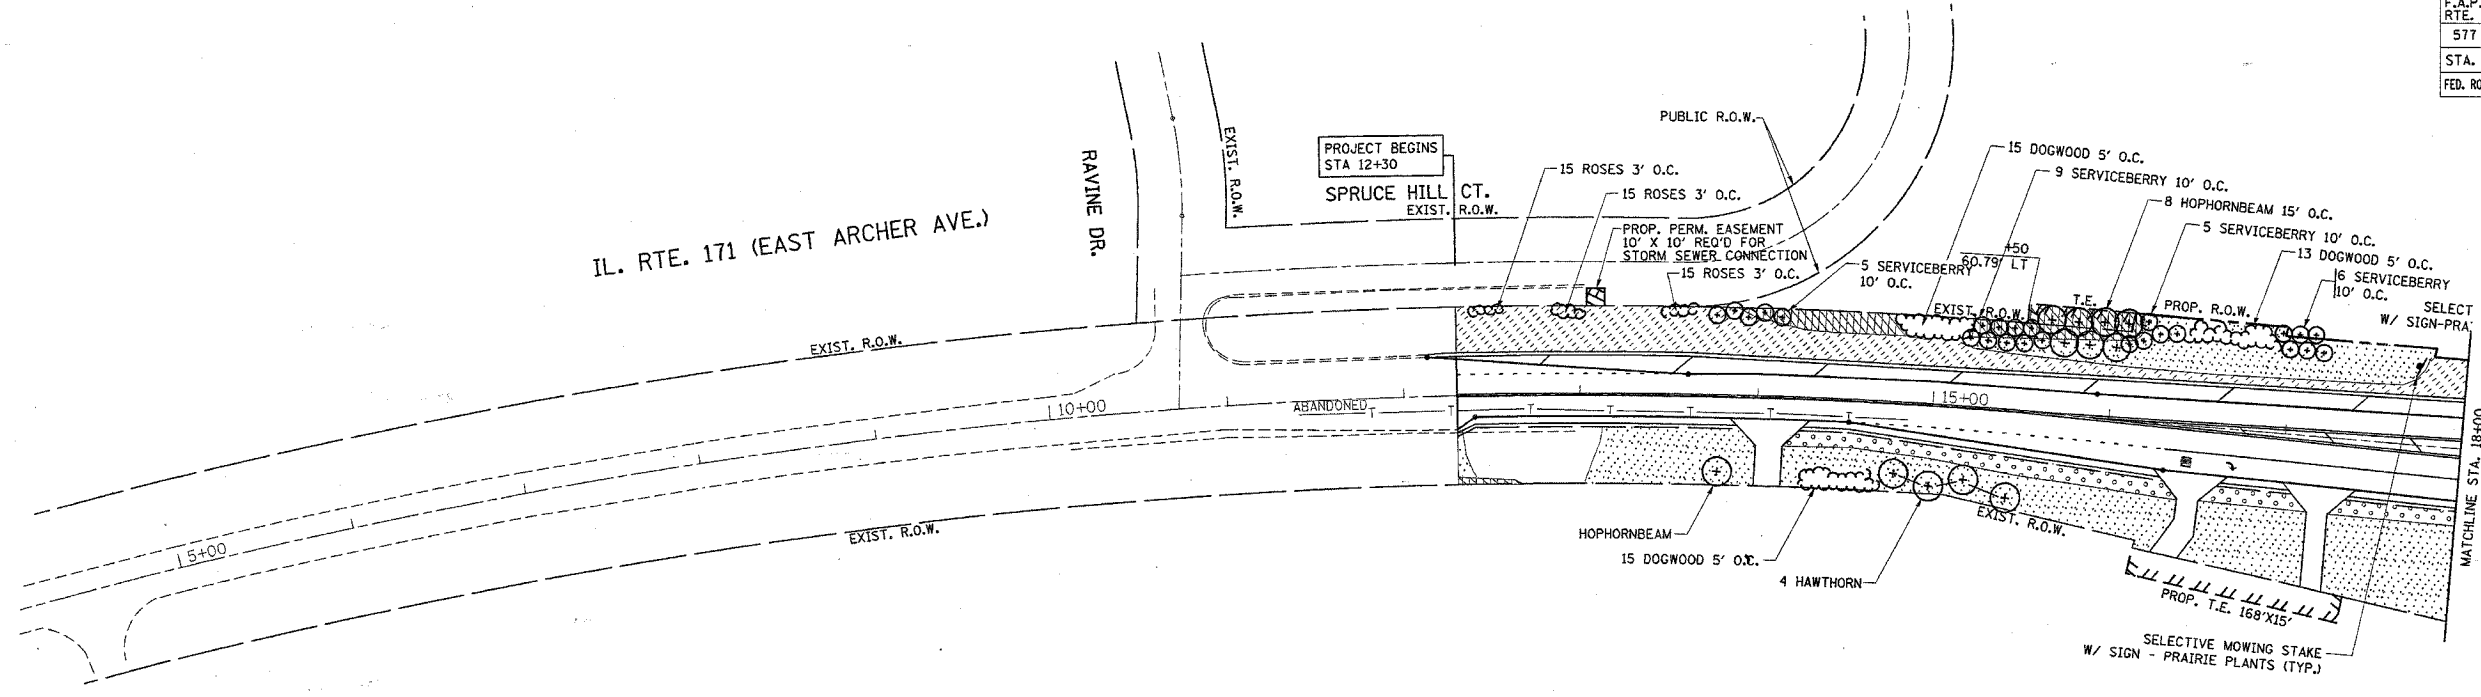 F.A.P.
RTE.
577
STA.
FED. RO
PUBLIC R.O.W.
PROJECT BEGINS
STA 12+30
EXIST. R.O.W.
RAVINE DR.
SPRUCE HILL CT.
EXIST. R.O.W.
15 ROSES 3' O.C.
15 ROSES 3' O.C.
15 DOGWOOD 5' O.C.
9 SERVICEBERRY 10' O.C.
8 HOPHORNBEAM 15' O.C.
5 SERVICEBERRY 10' O.C.
13 DOGWOOD 5' O.C.
6 SERVICEBERRY
10' O.C.
SELECT
W/ SIGN-PRA
PROP. PERM. EASEMENT
10' X 10' REQ'D FOR
STORM SEWER CONNECTION
15 ROSES 3' O.C.
5 SERVICEBERRY
10' O.C.
+50
60.79' LT
IL. RTE. 171 (EAST ARCHER AVE.)
EXIST. R.O.W.
T.E.
PROP. R.O.W.
EXIST. R.O.W.
5+00
10+00
ABANDONED
T T T T T T T
15+00
EXIST. R.O.W.
HOPHORNBEAM
15 DOGWOOD 5' O.C.
4 HAWTHORN
EXIST. R.O.W.
PROP. T.E. 168'X15'
MATCHLINE STA. 18+00
SELECTIVE MOWING STAKE
W/ SIGN - PRAIRIE PLANTS (TYP.)